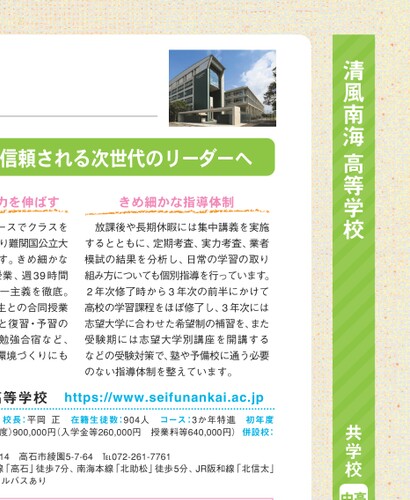 清風南海 高等学校
信頼される次世代のリーダーへ
力を伸ばす
ースでクラスを
り難関国公立大
す。きめ細かな
受業、週39時間
一主義を徹底。
生との合同授業
と復習・予習の
勉強合宿など、
環境づくりにも
きめ細かな指導体制
放課後や長期休暇には集中講義を実施
するとともに、定期考査、実力考査、業者
模試の結果を分析し、日常の学習の取り
組み方についても個別指導を行っています。
２年次修了時から３年次の前半にかけて
高校の学習課程をほぼ修了し、３年次には
志望大学に合わせた希望制の補習を、また
受験期には志望大学別講座を開講する
などの受験対策で、塾や予備校に通う必要
のない指導体制を整えています。
高等学校 https://www.seifunankai.ac.jp
校長：平岡 正 在籍生徒数：904人 コース：3か年特進 初年度
度）900,000円（入学金260,000円 授業料等640,000円） 併設校：
14 高石市綾園5-7-64 ℡072-261-7761
線「高石」徒歩7分、南海本線「北助松」徒歩5分、JR阪和線「北信太」
ルバスあり
共学校
中高